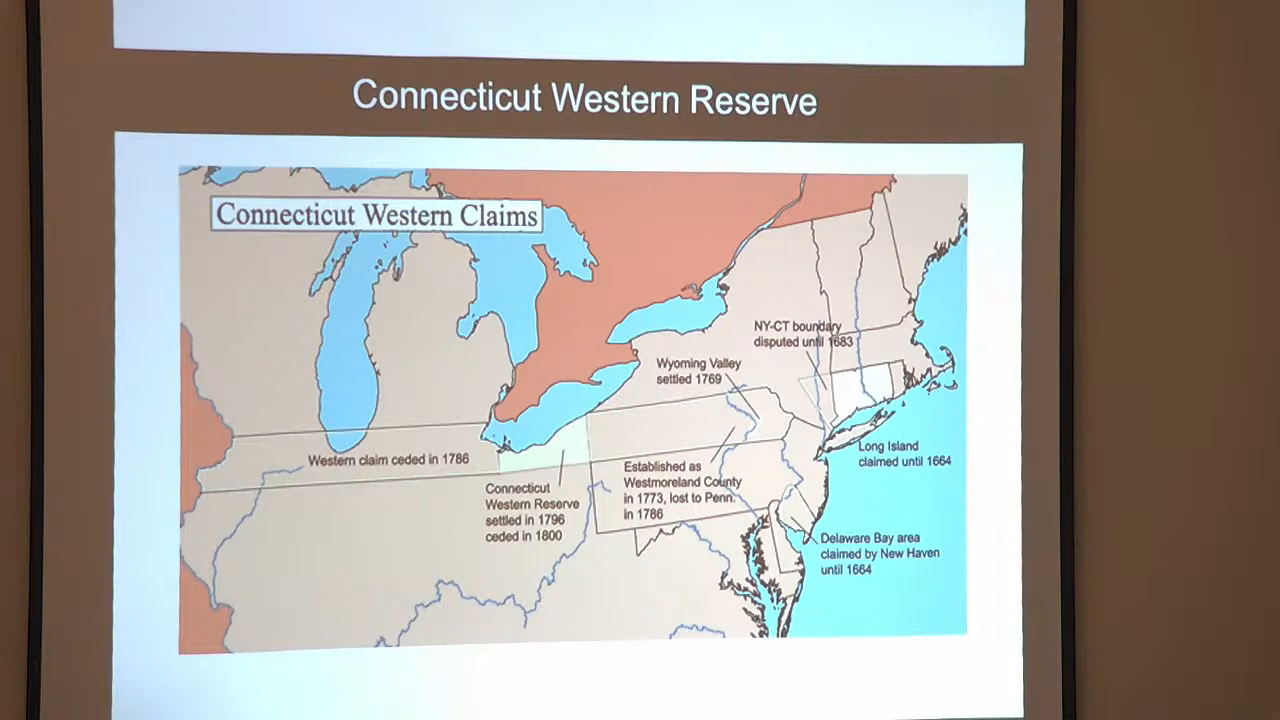 Connecticut Western Reserve
Connecticut Western Claims
NY-CT boundary
disputed until 1683
Wyoming Valley
settled 1769
Long Island
claimed until 1664
Western claim ceded in 1786
Established as
Westmoreland County
in 1773, lost to Penn.
in 1786
Connecticut
Western Reserve
settled in 1796
ceded in 1800
Delaware Bay area
claimed by New Haven
until 1664